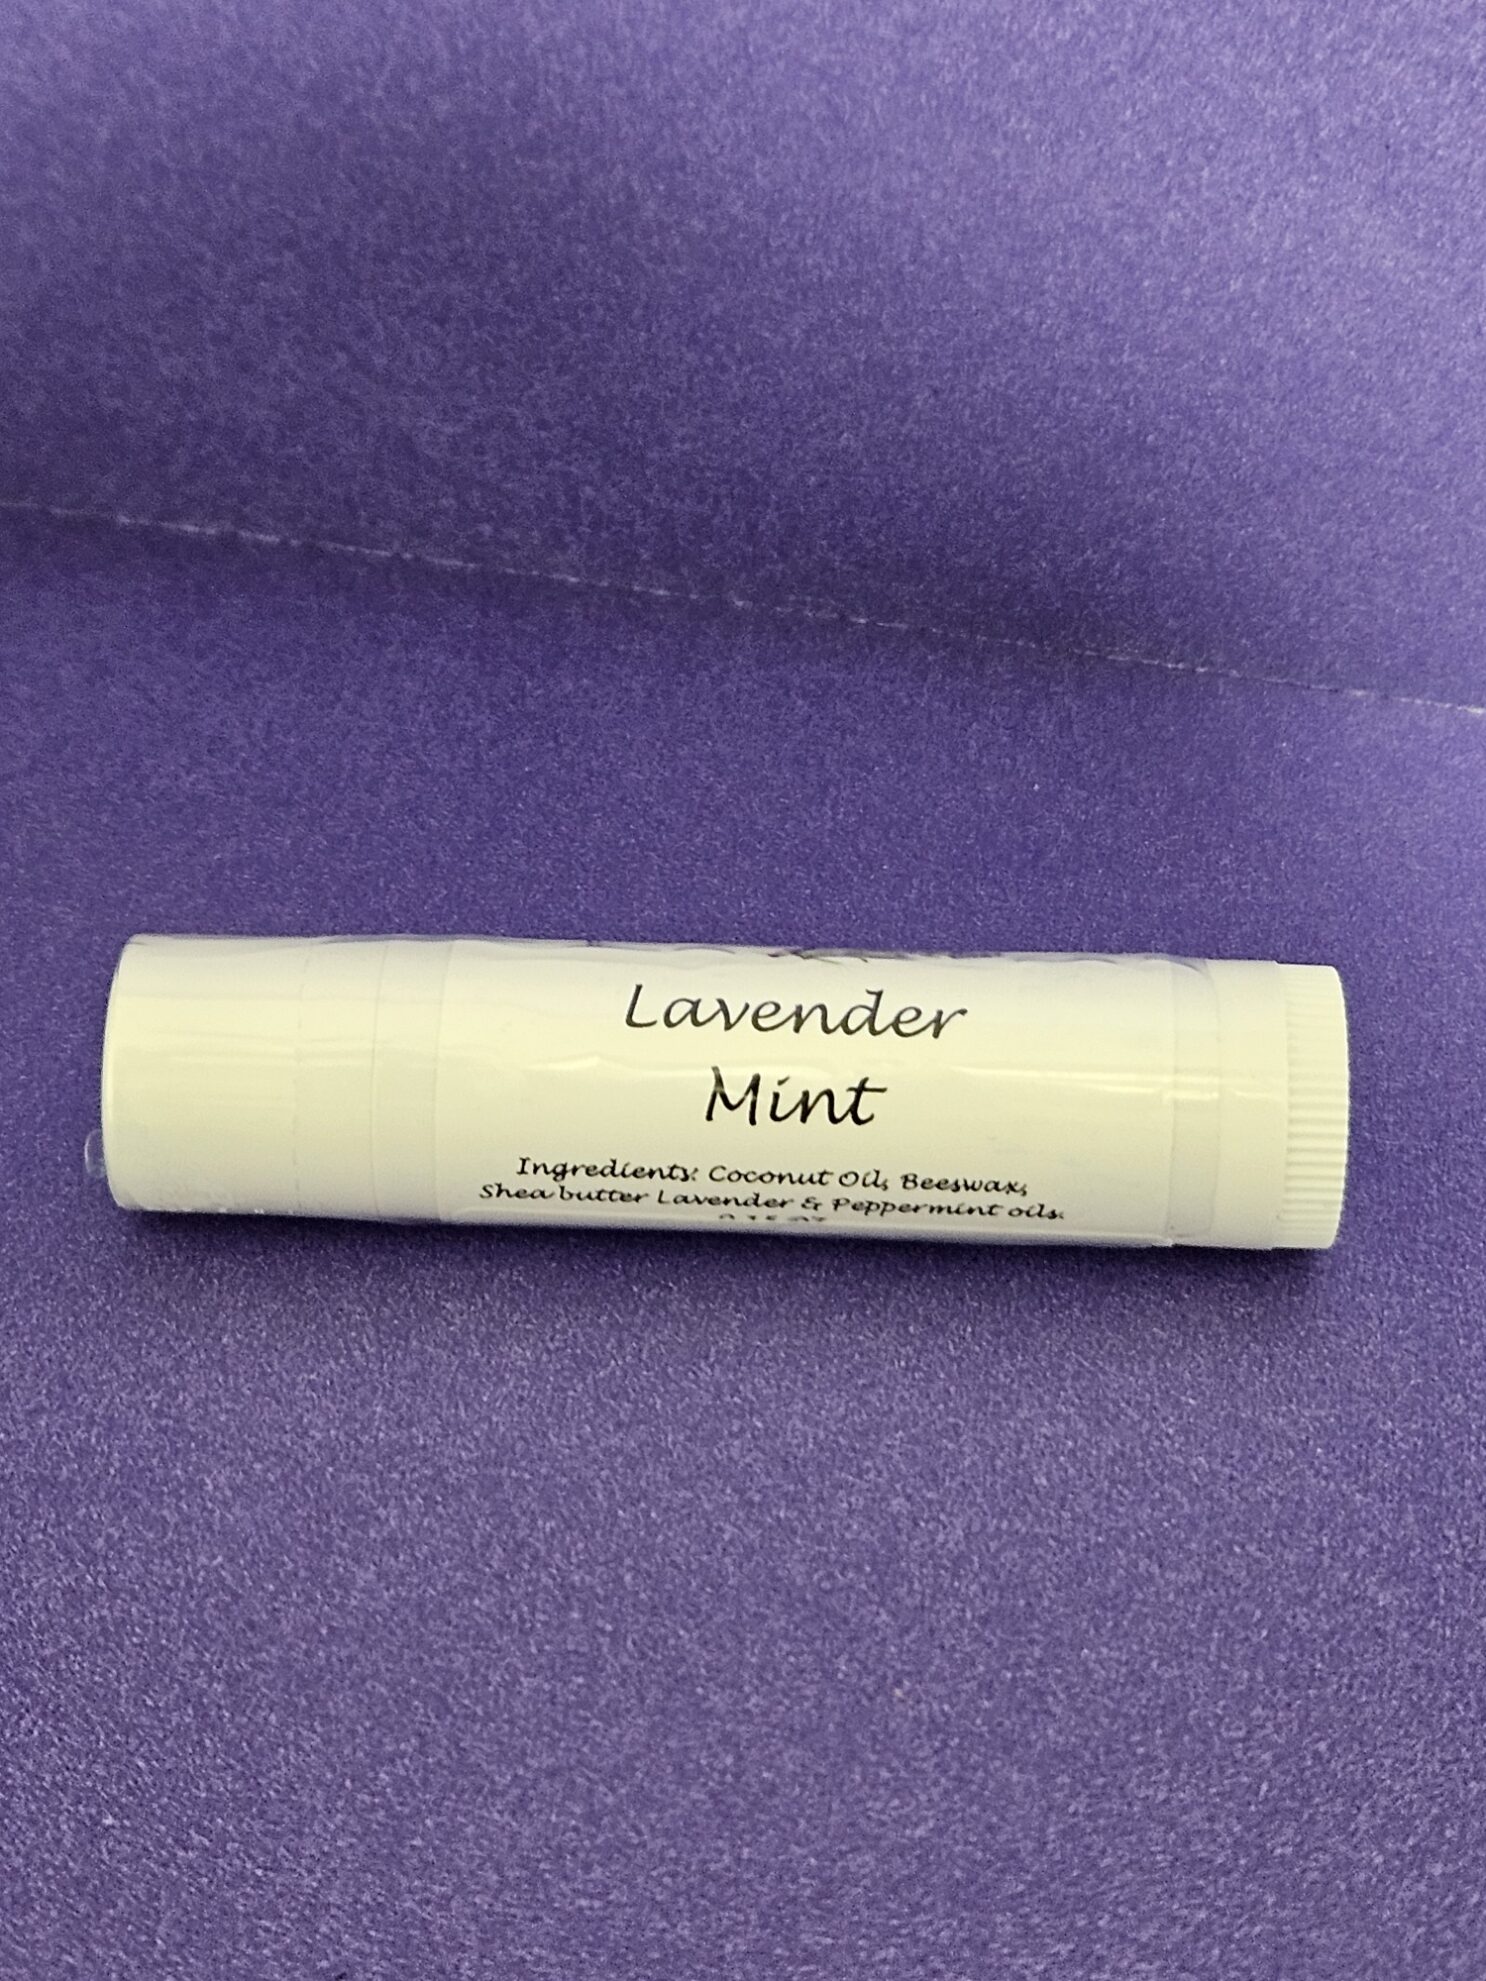 Lavender
Mint
Ingredients: Coconut Oil, Beeswax,
Shea butter Lavender & Peppermint oils.